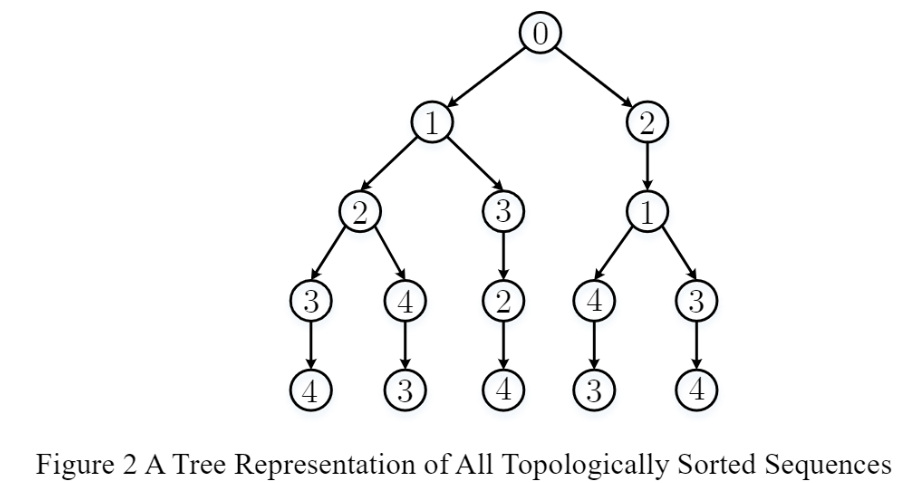 0
1 2
2 3 1
3 4 2 4 3
4 3 4 3 4
Figure 2 A Tree Representation of All Topologically Sorted Sequences